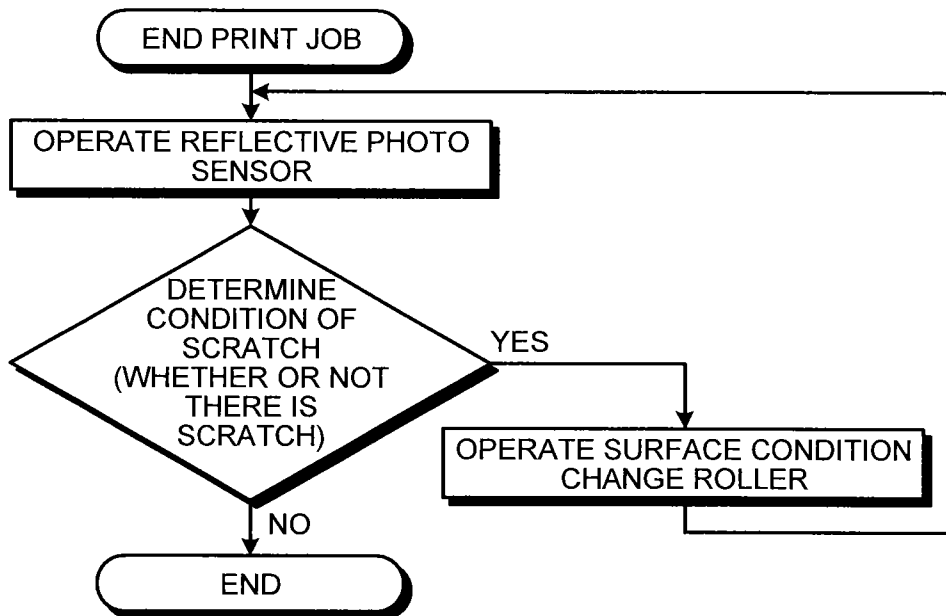 END PRINT JOB
OPERATE REFLECTIVE PHOTO
SENSOR
DETERMINE
CONDITION OF
SCRATCH
(WHETHER OR NOT
THERE IS
SCRATCH)
YES
OPERATE SURFACE CONDITION
CHANGE ROLLER
NO
END